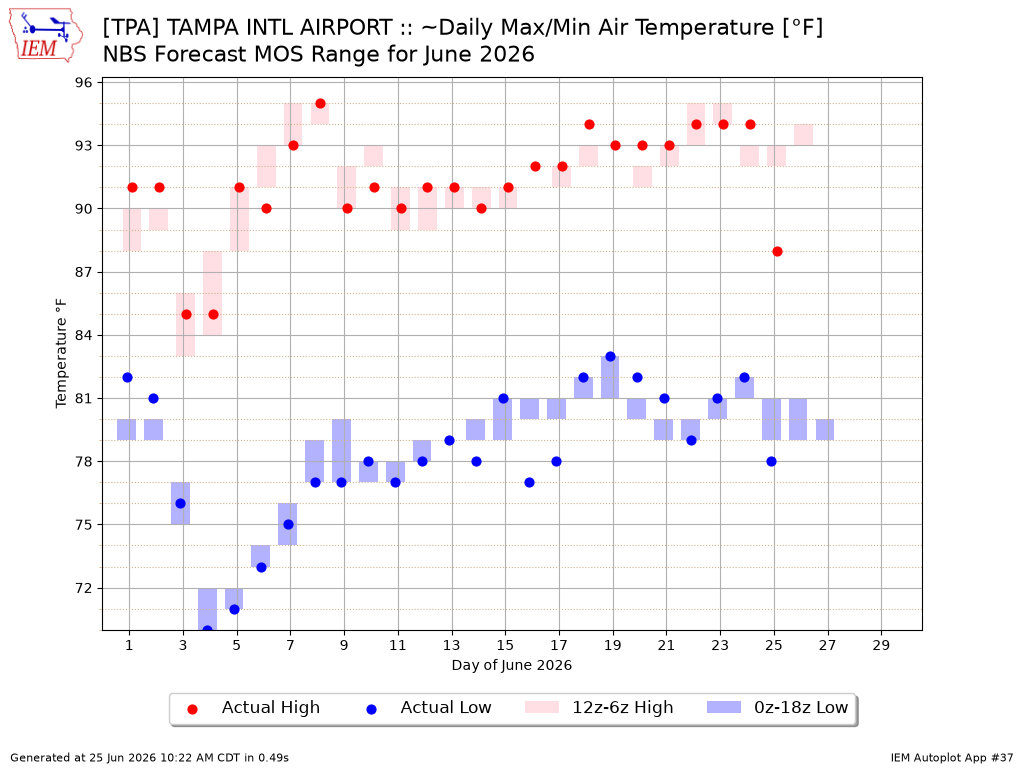 IEM
[TPA] TAMPA INTL AIRPORT :: ~Daily Max/Min Air Temperature [°F]
NBS Forecast MOS Range for June 2026
96
93
90
87
84
81
78
75
72
Temperature °F
1 3 5 7 9 11 13 15 17 19 21 23 25 27 29
Day of June 2026
Actual High Actual Low 12z-6z High 0z-18z Low
Generated at 25 Jun 2026 10:22 AM CDT in 0.49s
IEM Autoplot App #37